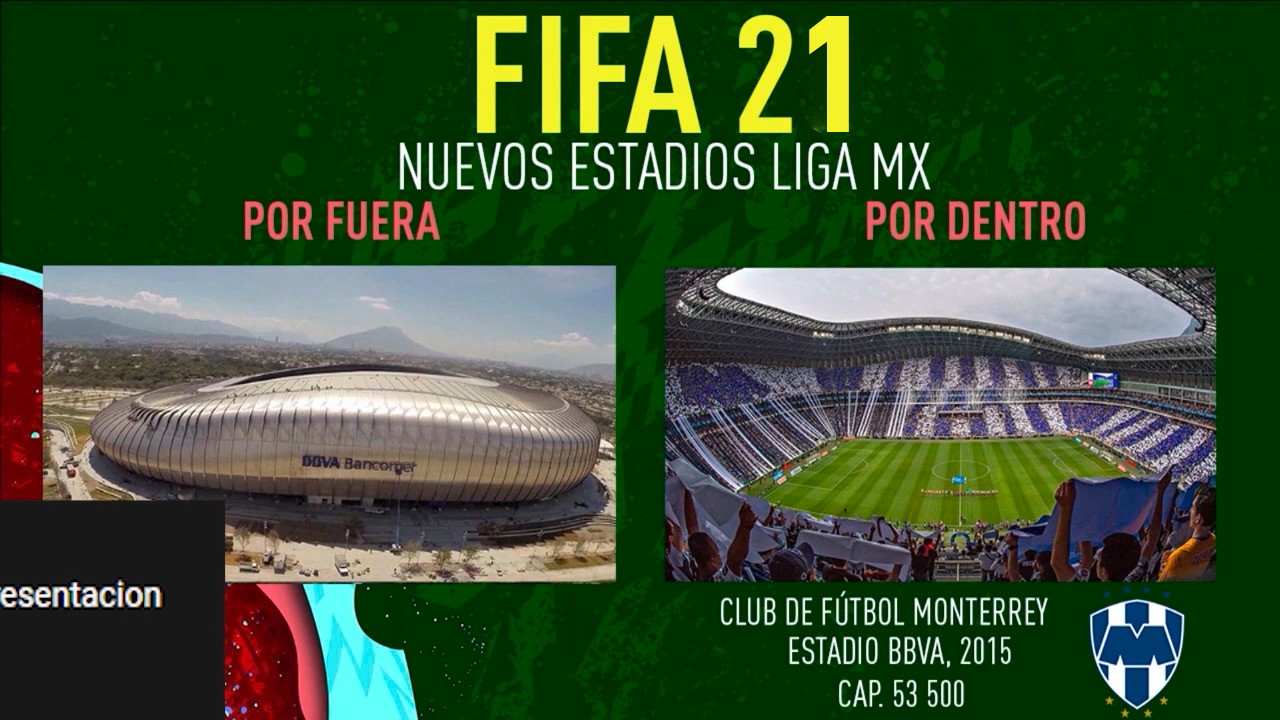 FIFA 21
NUEVOS ESTADIOS LIGA MX
POR FUERA
POR DENTRO
BBVA Bancomer
esentacion
CLUB DE FÚTBOL MONTERREY
ESTADIO BBVA, 2015
CAP. 53 500